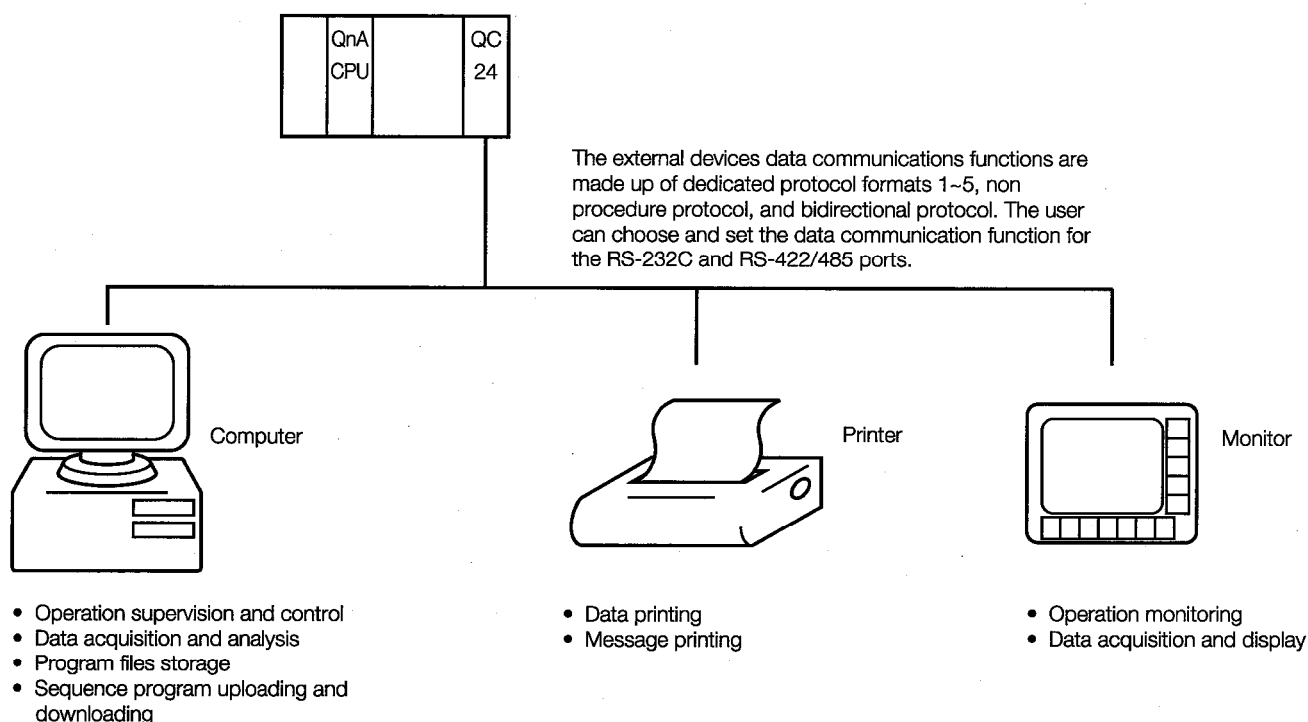 QnA
CPU
QC
24
The external devices data communications functions are
made up of dedicated protocol formats 1~5, non
procedure protocol, and bidirectional protocol. The user
can choose and set the data communication function for
the RS-232C and RS-422/485 ports.
Computer
Printer
Monitor
• Operation supervision and control
• Data acquisition and analysis
• Program files storage
• Sequence program uploading and
downloading
• Data printing
• Message printing
• Operation monitoring
• Data acquisition and display